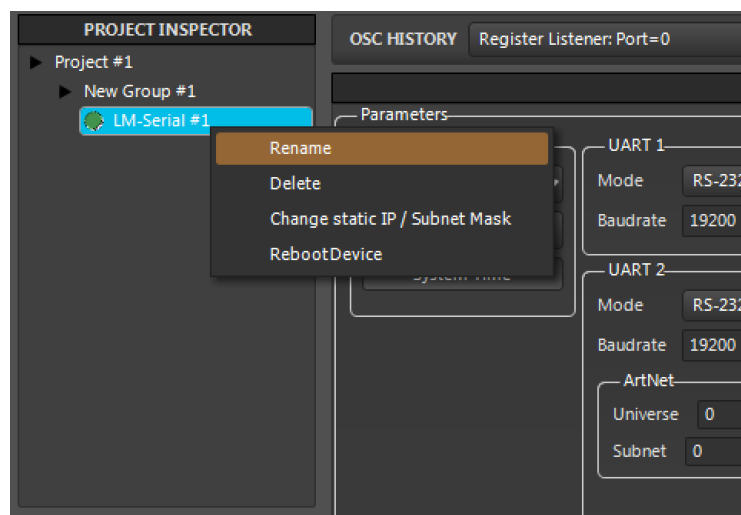 PROJECT INSPECTOR
Project #1
New Group #1
LM-Serial #1
Rename
Delete
Change static IP / Subnet Mask
RebootDevice
OSC HISTORY Register Listener: Port=0
Parameters
System Time
UART 1
Mode RS-232
Baudrate 19200
UART 2
Mode RS-232
Baudrate 19200
ArtNet
Universe 0
Subnet 0